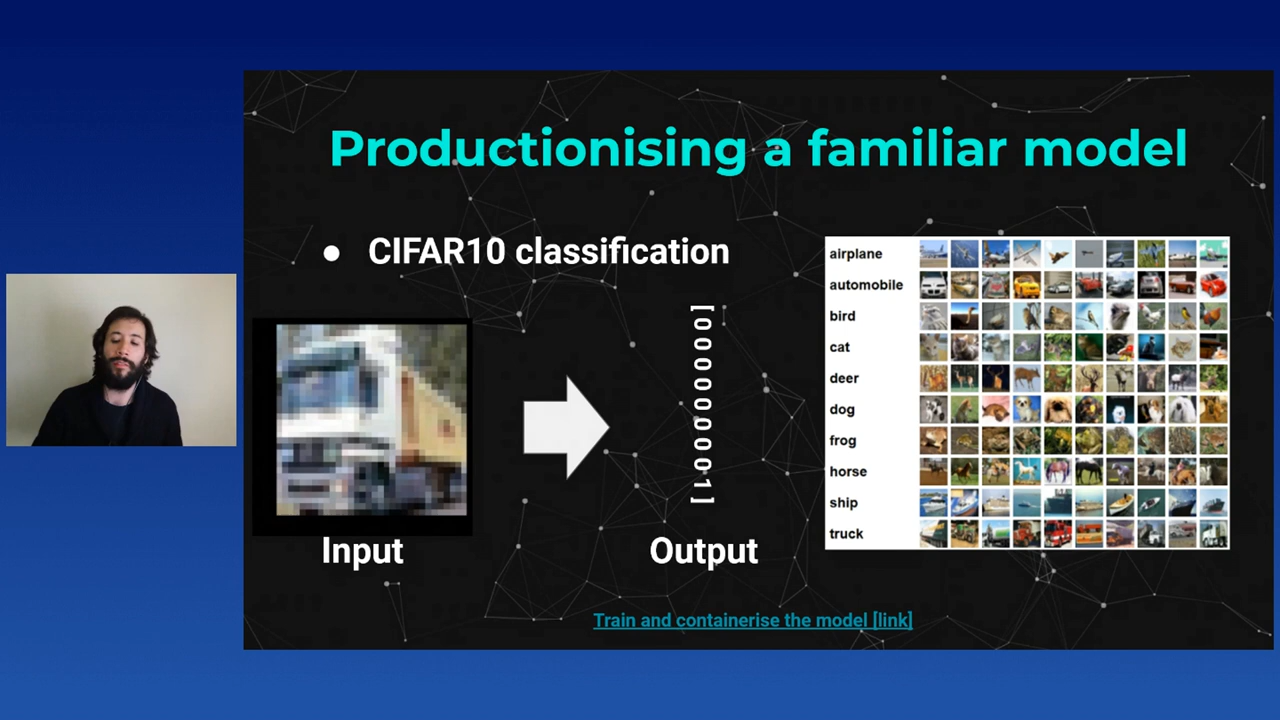 Productionising a familiar model
● CIFAR10 classification
[0000000001]
Input
Output
airplane
automobile
bird
cat
deer
dog
frog
horse
ship
truck
Train and containerise the model [link]